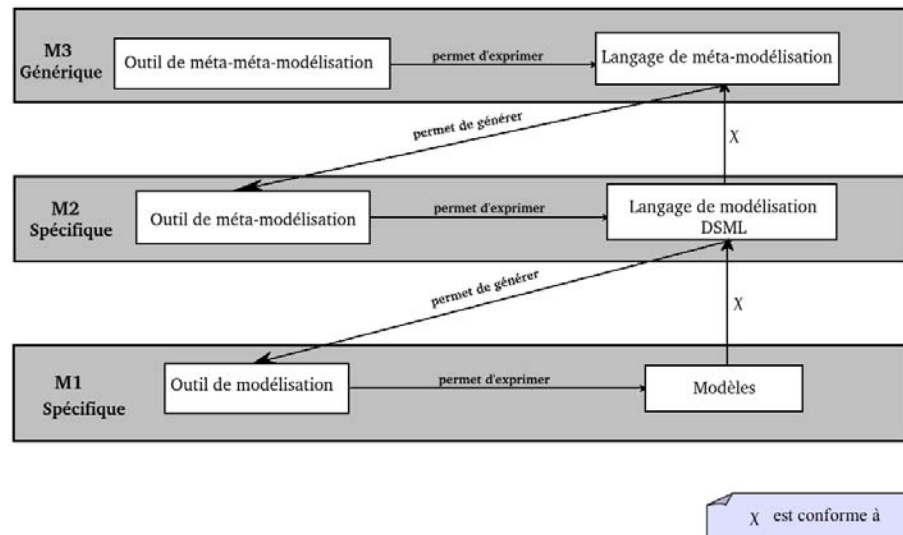 M3
Générique
Outil de méta-méta-modélisation
permet d'exprimer
Langage de méta-modélisation
permet de générer
χ
M2
Spécifique
Outil de méta-modélisation
permet d'exprimer
Langage de modélisation
DSML
permet de générer
χ
M1
Spécifique
Outil de modélisation
permet d'exprimer
Modèles
χ est conforme à